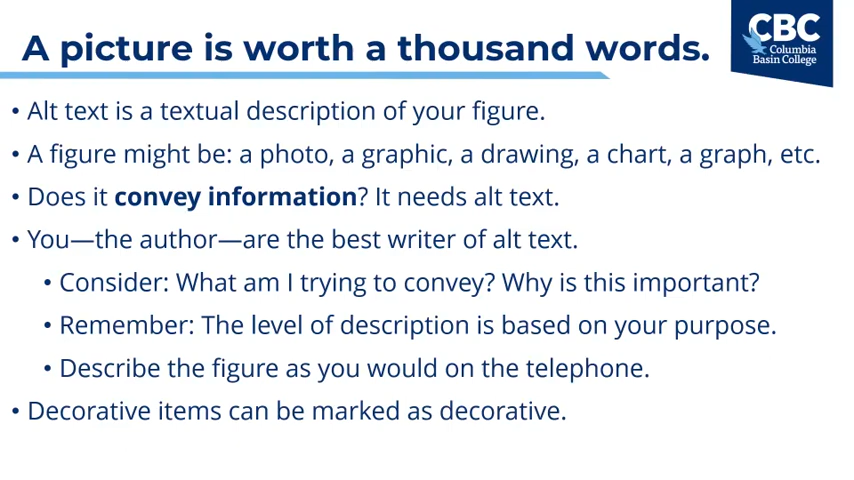 A picture is worth a thousand words.
CBC
Columbia
Basin College
• Alt text is a textual description of your figure.
• A figure might be: a photo, a graphic, a drawing, a chart, a graph, etc.
• Does it convey information? It needs alt text.
• You—the author—are the best writer of alt text.
• Consider: What am I trying to convey? Why is this important?
• Remember: The level of description is based on your purpose.
• Describe the figure as you would on the telephone.
• Decorative items can be marked as decorative.